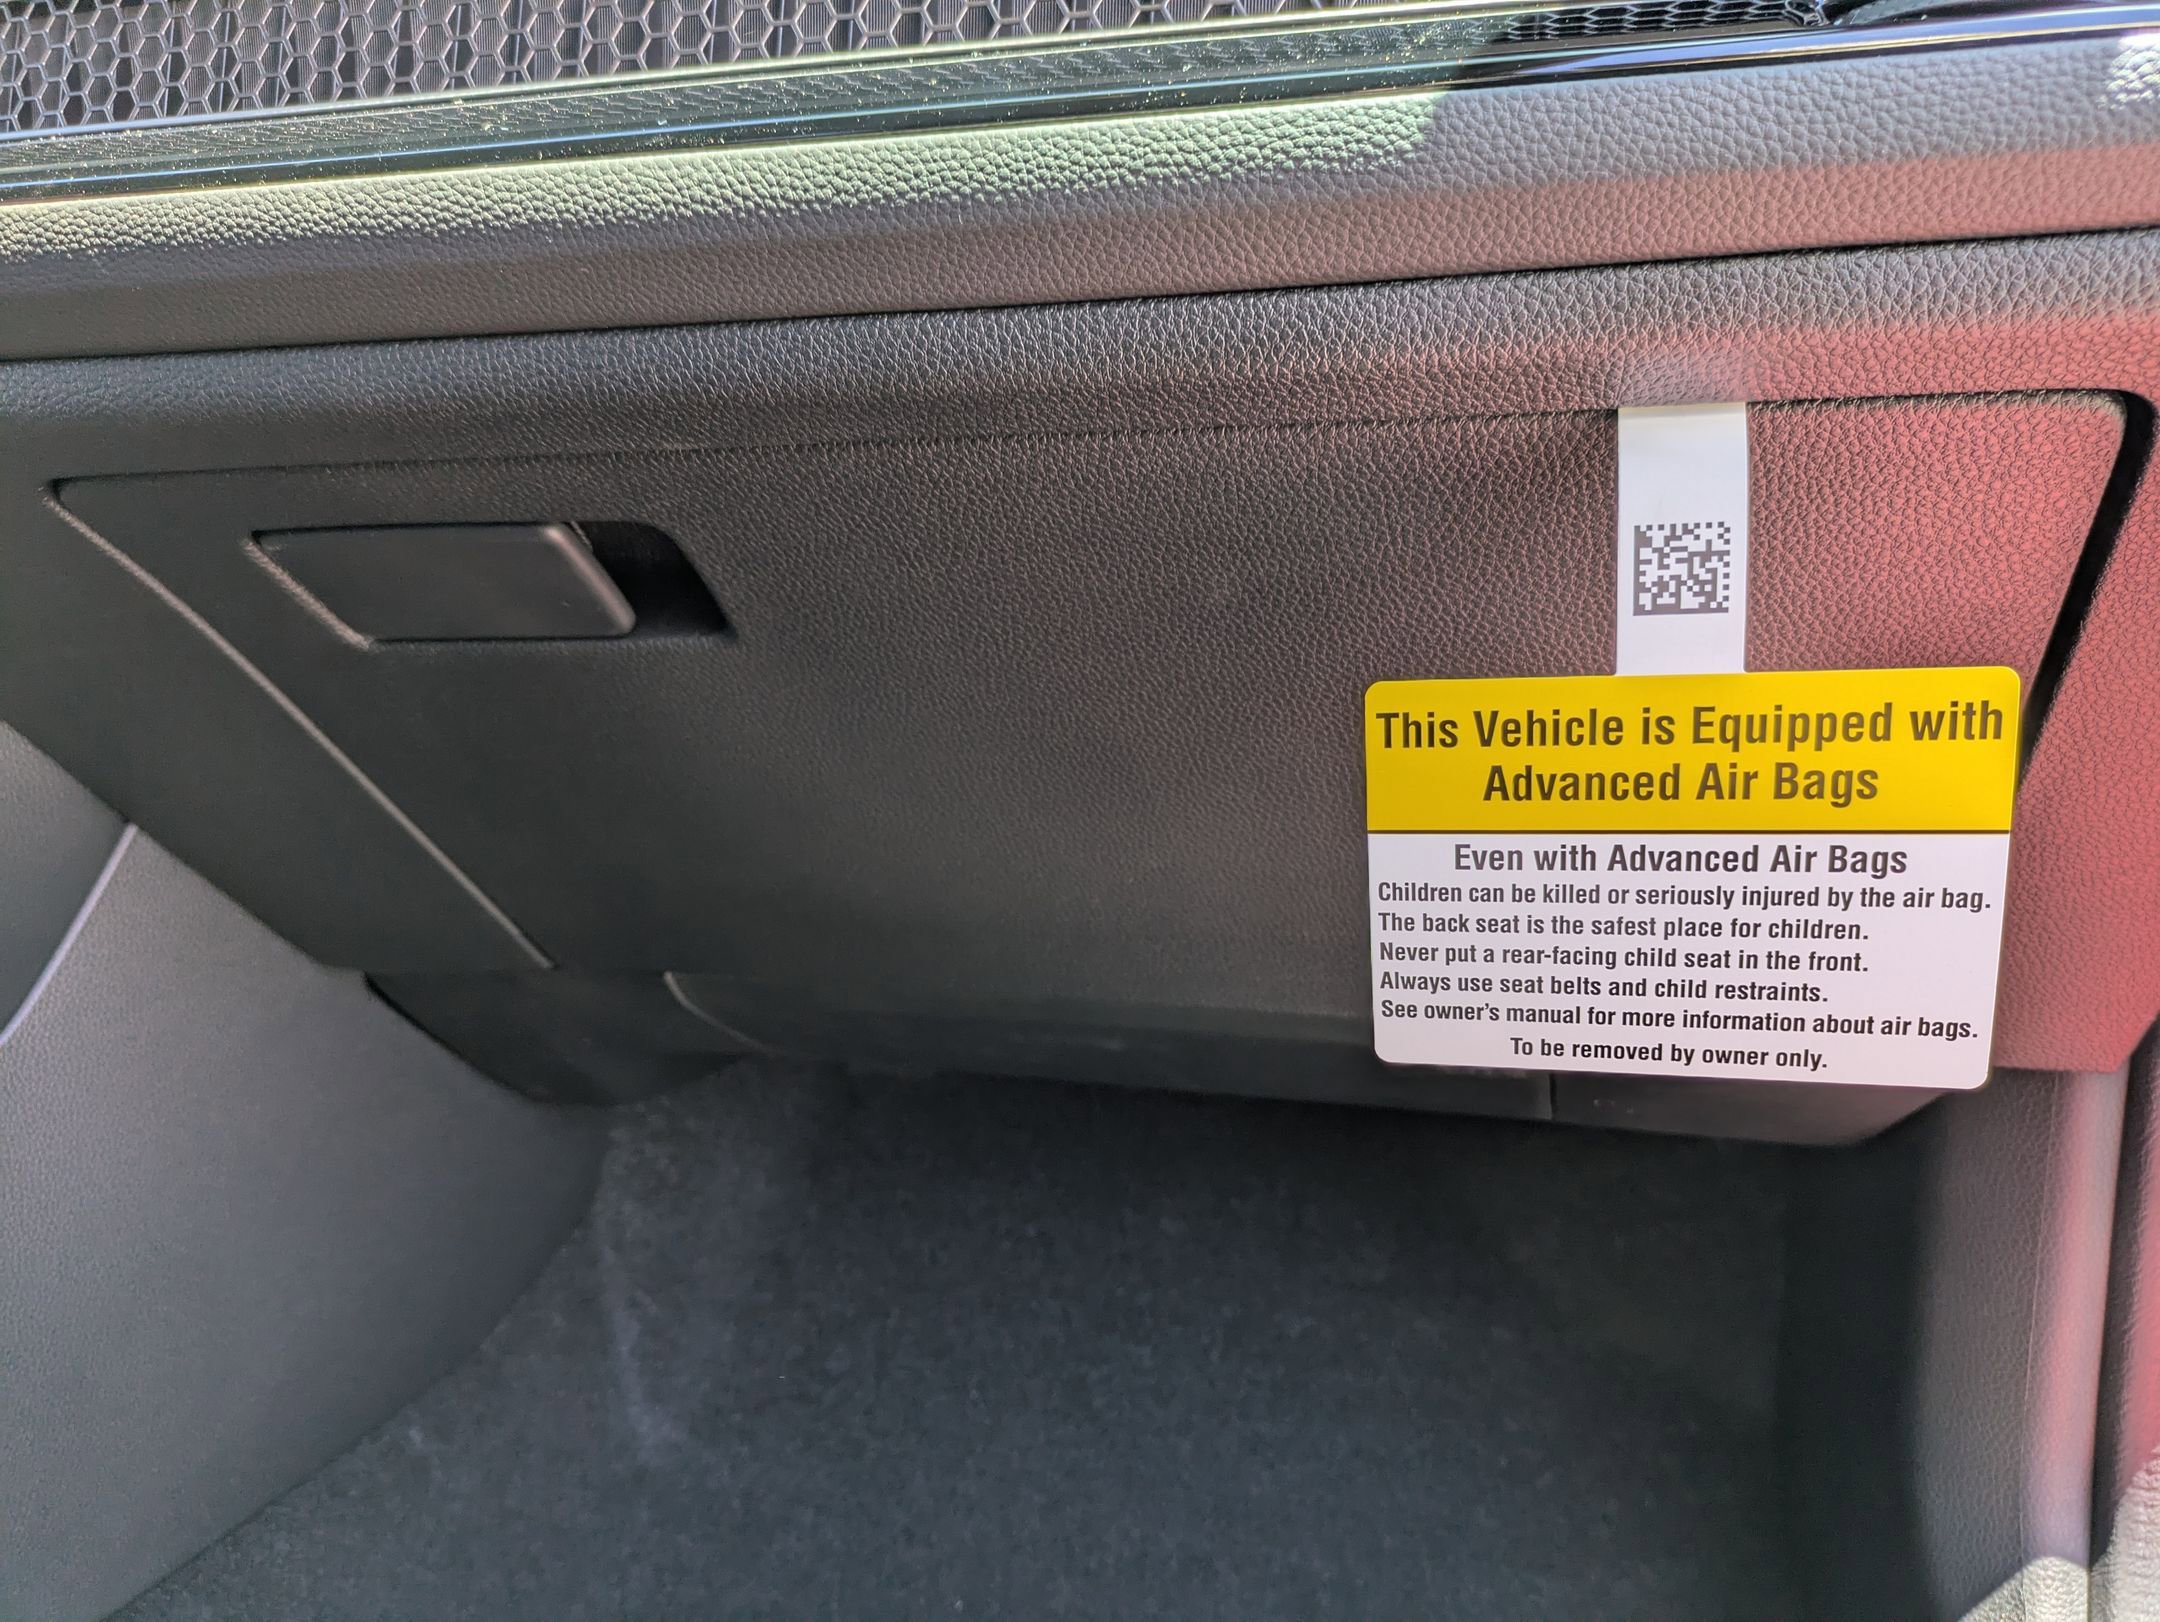 This Vehicle is Equipped with
Advanced Air Bags
Even with Advanced Air Bags
Children can be killed or seriously injured by the air bag.
The back seat is the safest place for children.
Never put a rear-facing child seat in the front.
Always use seat belts and child restraints.
See owner's manual for more information about air bags.
To be removed by owner only.